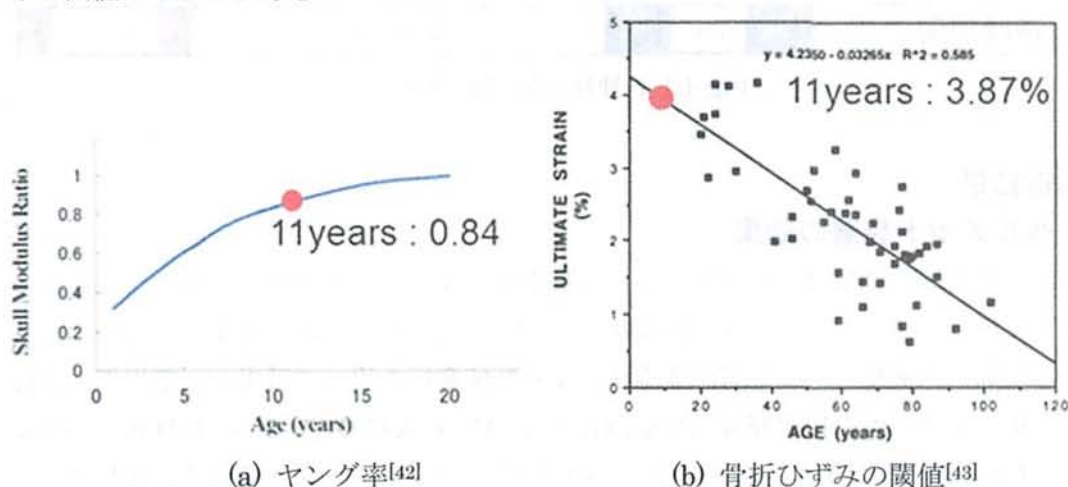 5
y = 4.2350 - 0.03265x R^2 = 0.585
11years : 3.87%
4
3
2
1
0
ULTIMATE STRAIN
(%)
0 20 40 60 80 100 120
AGE (years)
1
0.8
0.6
0.4
0.2
0
Skull Modulus Ratio
11years : 0.84
0 5 10 15 20
Age (years)
(a) ヤング率[42]
(b) 骨折ひずみの閾値[43]